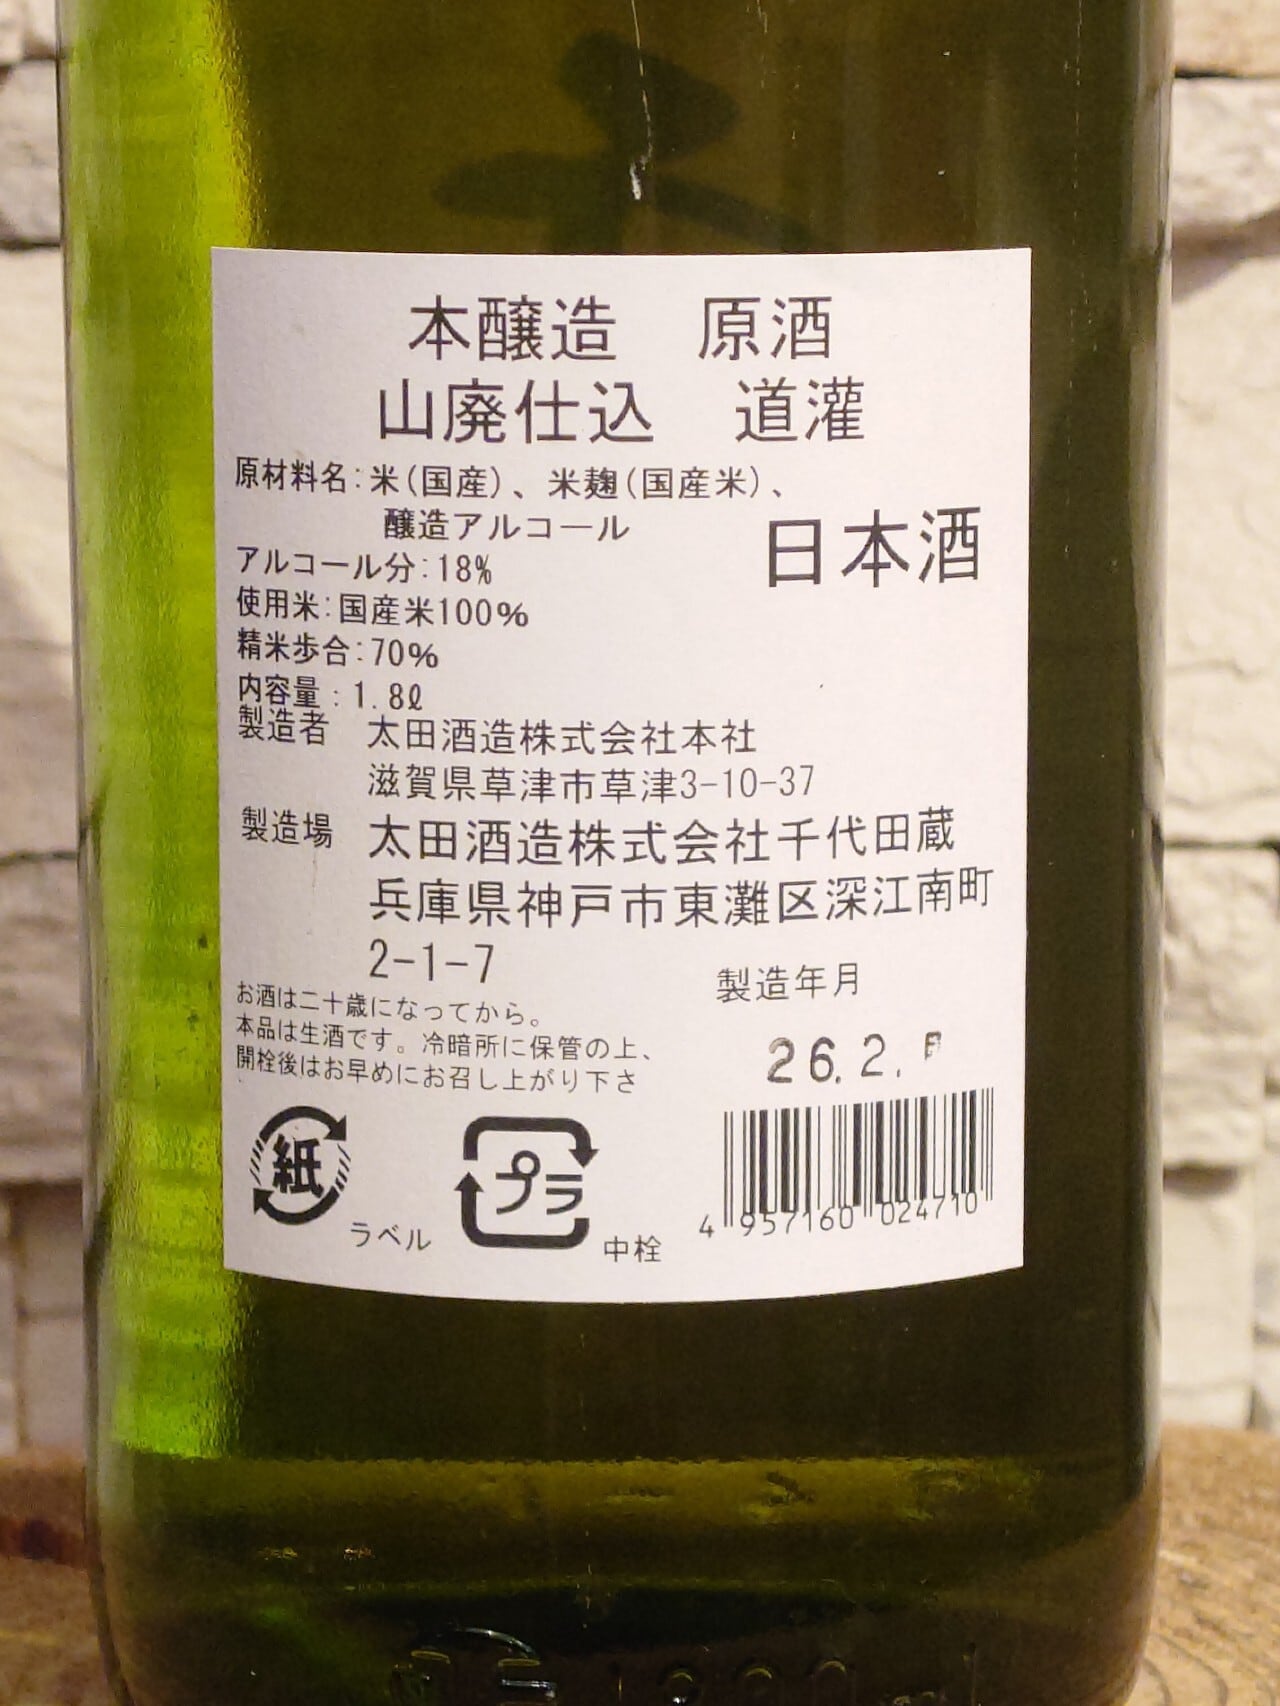 本醸造　原酒
山廃仕込　道灌
原材料名:米(国産)、米麹(国産米)、
醸造アルコール
日本酒
アルコール分:18%
使用米:国産米100%
精米歩合:70%
内容量:1.8ℓ
製造者　太田酒造株式会社本社
滋賀県草津市草津3-10-37
製造場　太田酒造株式会社千代田蔵
兵庫県神戸市東灘区深江南町
2-1-7
製造年月
お酒は二十歳になってから。
本品は生酒です。冷暗所に保管の上、
開栓後はお早めにお召し上がり下さ
26.2.月
紙
ラベル
プラ
中栓
4 957160 024710